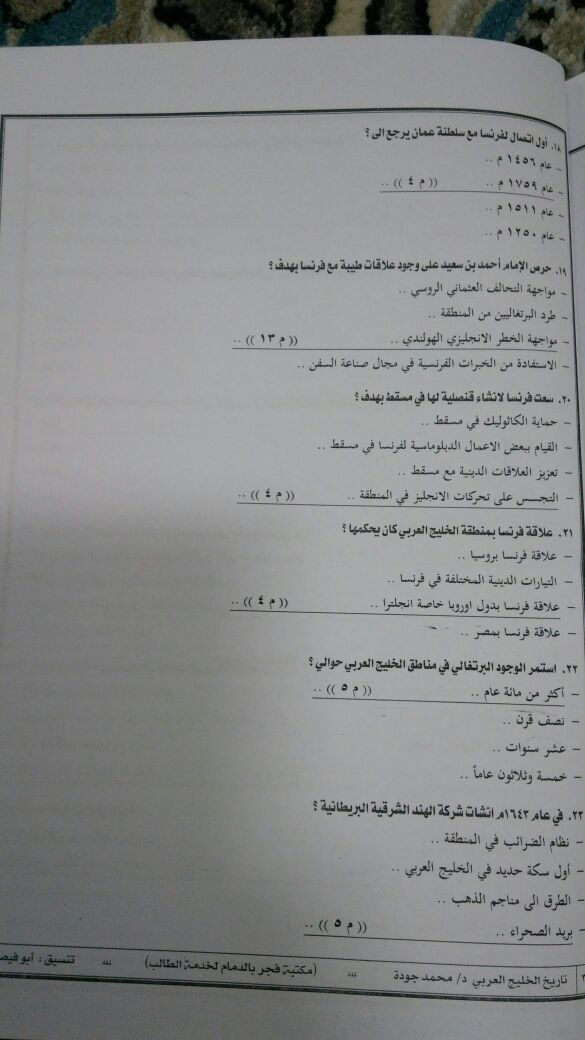 ١٨. أول اتصال لفرنسا مع سلطنة عمان يرجع الى ؟
- عام ١٤٥٦ م ..
- عام ١٧٥٩ م .. (( م ٤ )) ..
- عام ١٥١١ م ..
- عام ١٢٥٠ م ..
١٩. حرص الإمام أحمد بن سعيد على وجود علاقات طيبة مع فرنسا بهدف ؟
- مواجهة التحالف العثماني الروسي ..
- طرد البرتغاليين من المنطقة ..
- مواجهة الخطر الانجليزي الهولندي .. (( م ١٣ )) ..
- الاستفادة من الخبرات الفرنسية في مجال صناعة السفن ..
٢٠. سعت فرنسا لانشاء قنصلية لها في مسقط بهدف ؟
- حماية الكاثوليك في مسقط ..
- القيام ببعض الاعمال الدبلوماسية لفرنسا في مسقط ..
- تعزيز العلاقات الدينية مع مسقط ..
- التجسس على تحركات الانجليز في المنطقة .. (( م ٤ )) ..
٢١. علاقة فرنسا بمنطقة الخليج العربي كان يحكمها ؟
- علاقة فرنسا بروسيا ..
- التيارات الدينية المختلفة في فرنسا ..
- علاقة فرنسا بدول اوروبا خاصة انجلترا .. (( م ٤ )) ..
- علاقة فرنسا بمصر ..
٢٢. استمر الوجود البرتغالي في مناطق الخليج العربي حوالي ؟
- أكثر من مائة عام .. (( م ٥ )) ..
- نصف قرن ..
- عشر سنوات ..
- خمسة وثلاثون عاماً ..
٢٣. في عام ١٦٤٣م انشات شركة الهند الشرقية البريطانية ؟
- نظام الضرائب في المنطقة ..
- أول سكة حديد في الخليج العربي ..
- الطرق الى مناجم الذهب ..
- بريد الصحراء .. (( م ٥ )) ..
تاريخ الخليج العربي د/ محمد جودة ،،، (مكتبة فجر بالدمام لخدمة الطالب) ،،، تنسيق : أبو